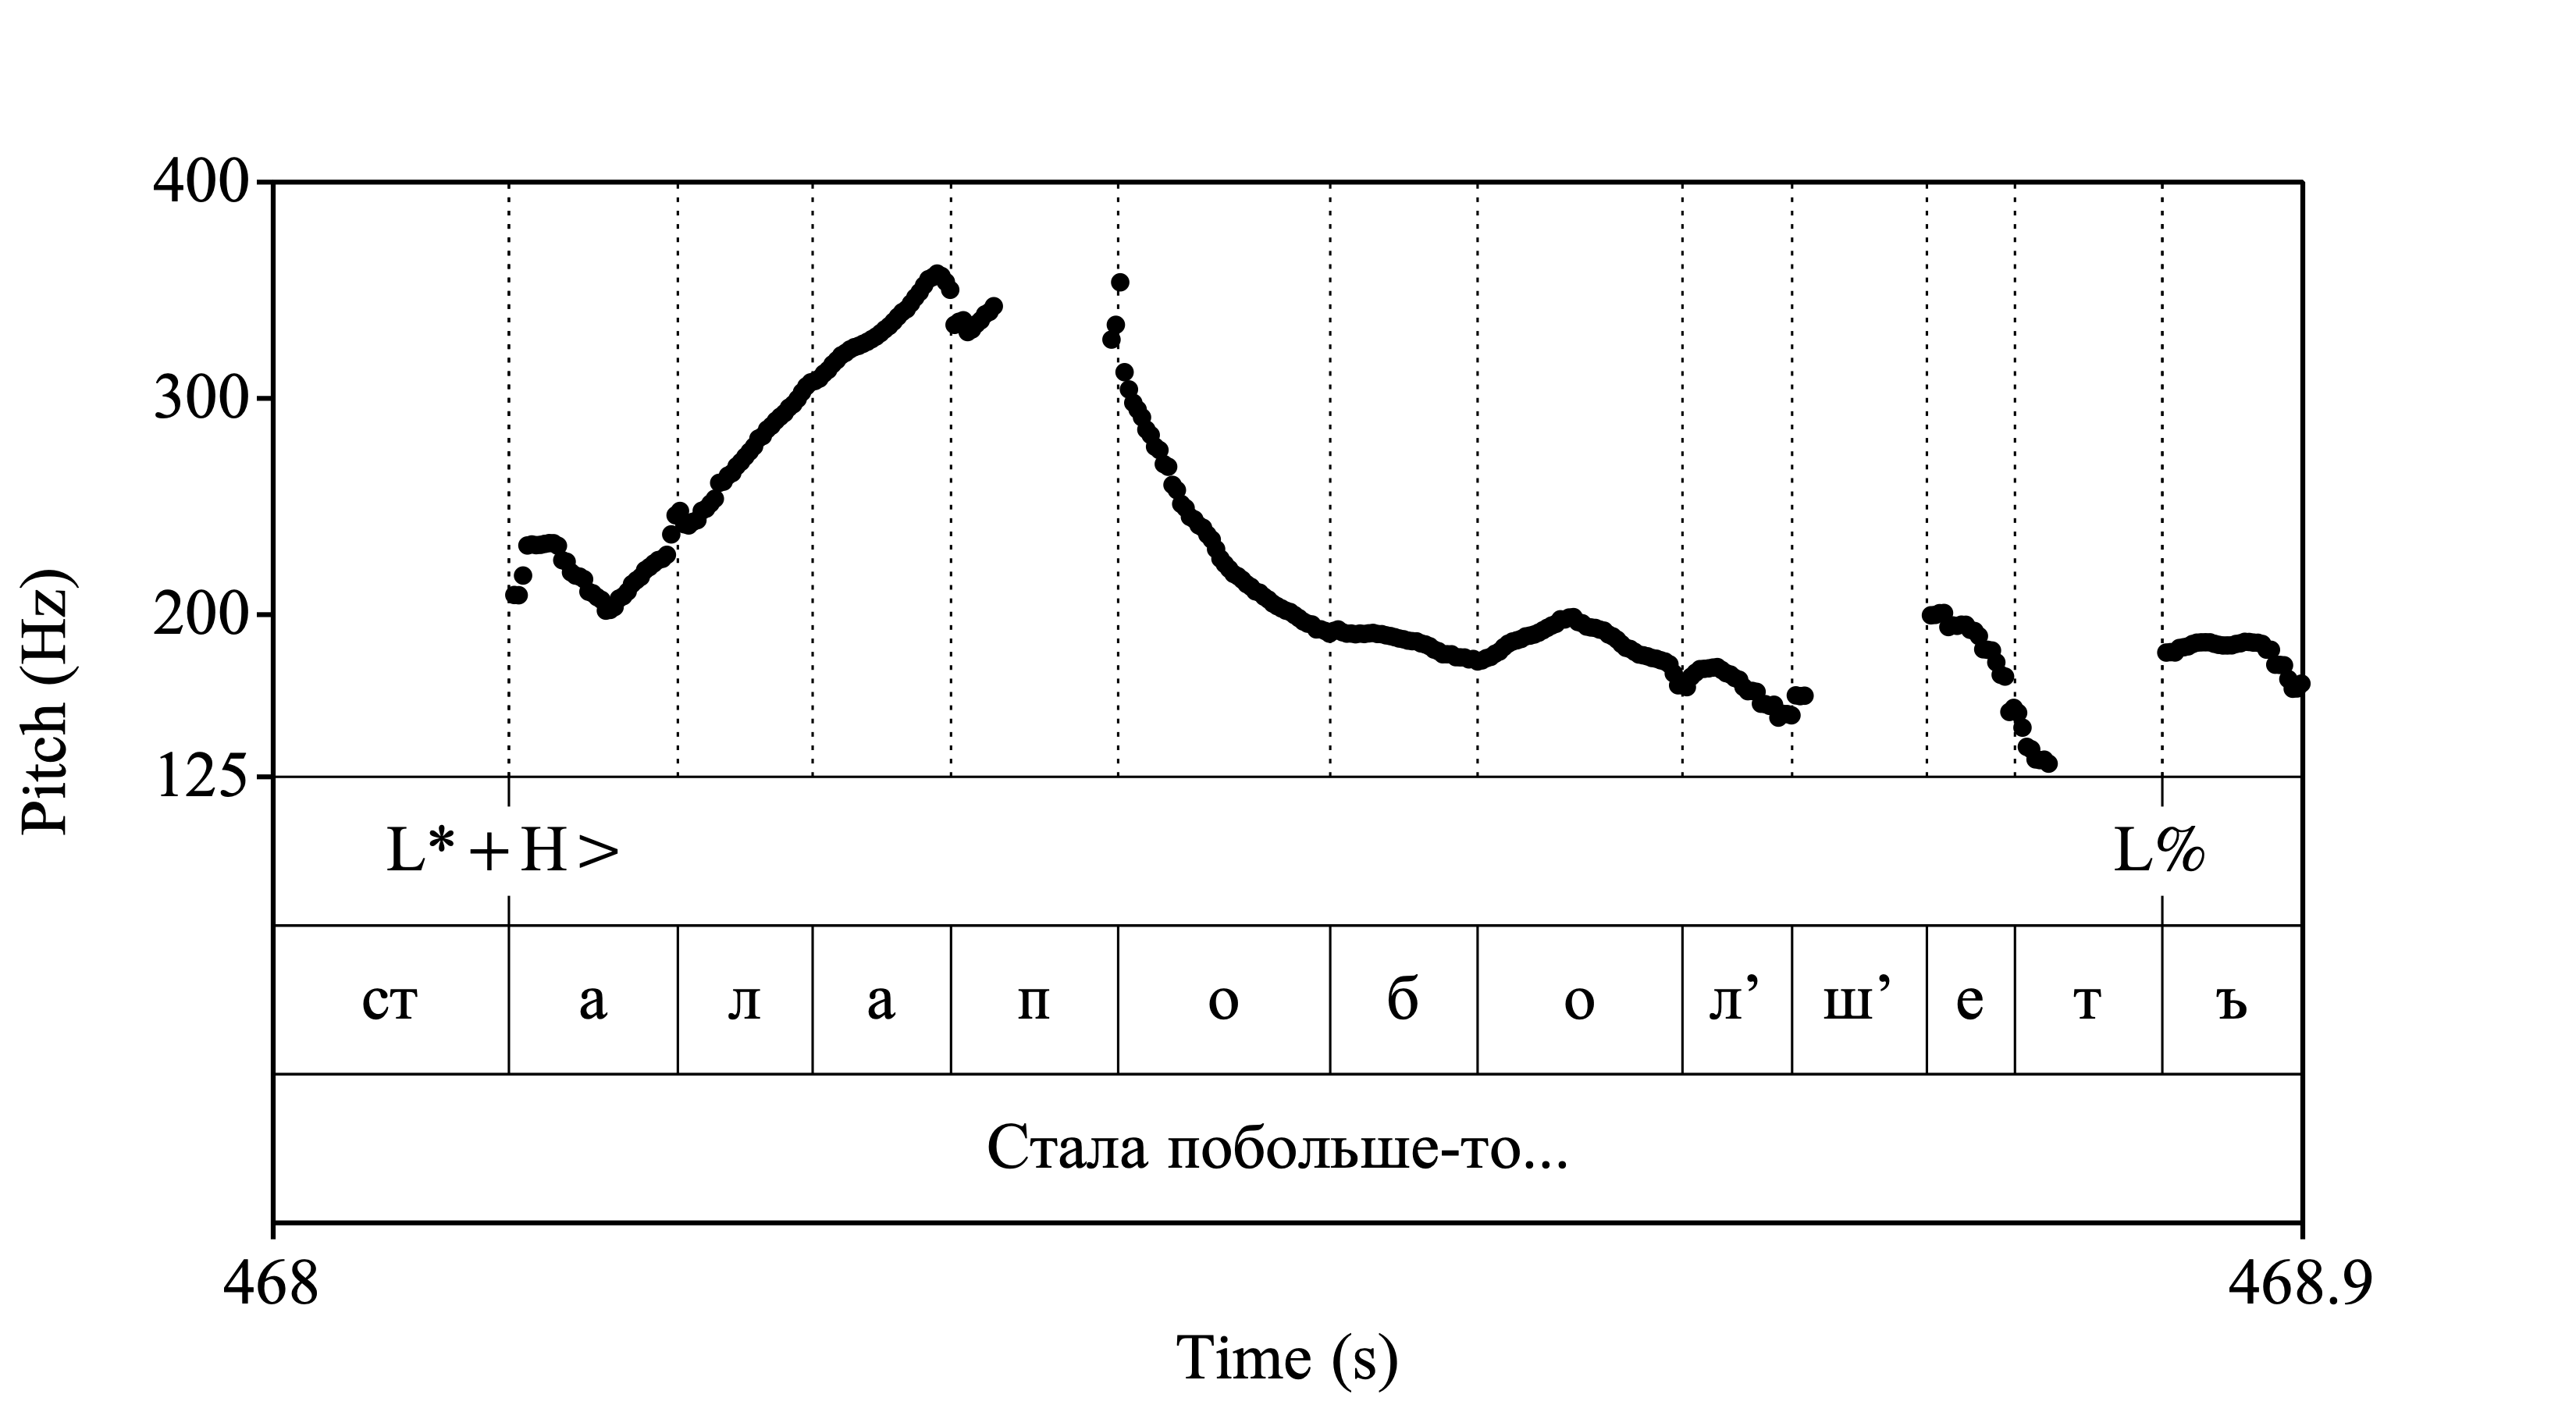 400
300
200
125
Pitch (Hz)
L*+H> L%
ст а л а п о б о л’ ш’ е т ъ
Стала побольше-то...
468 468.9
Time (s)